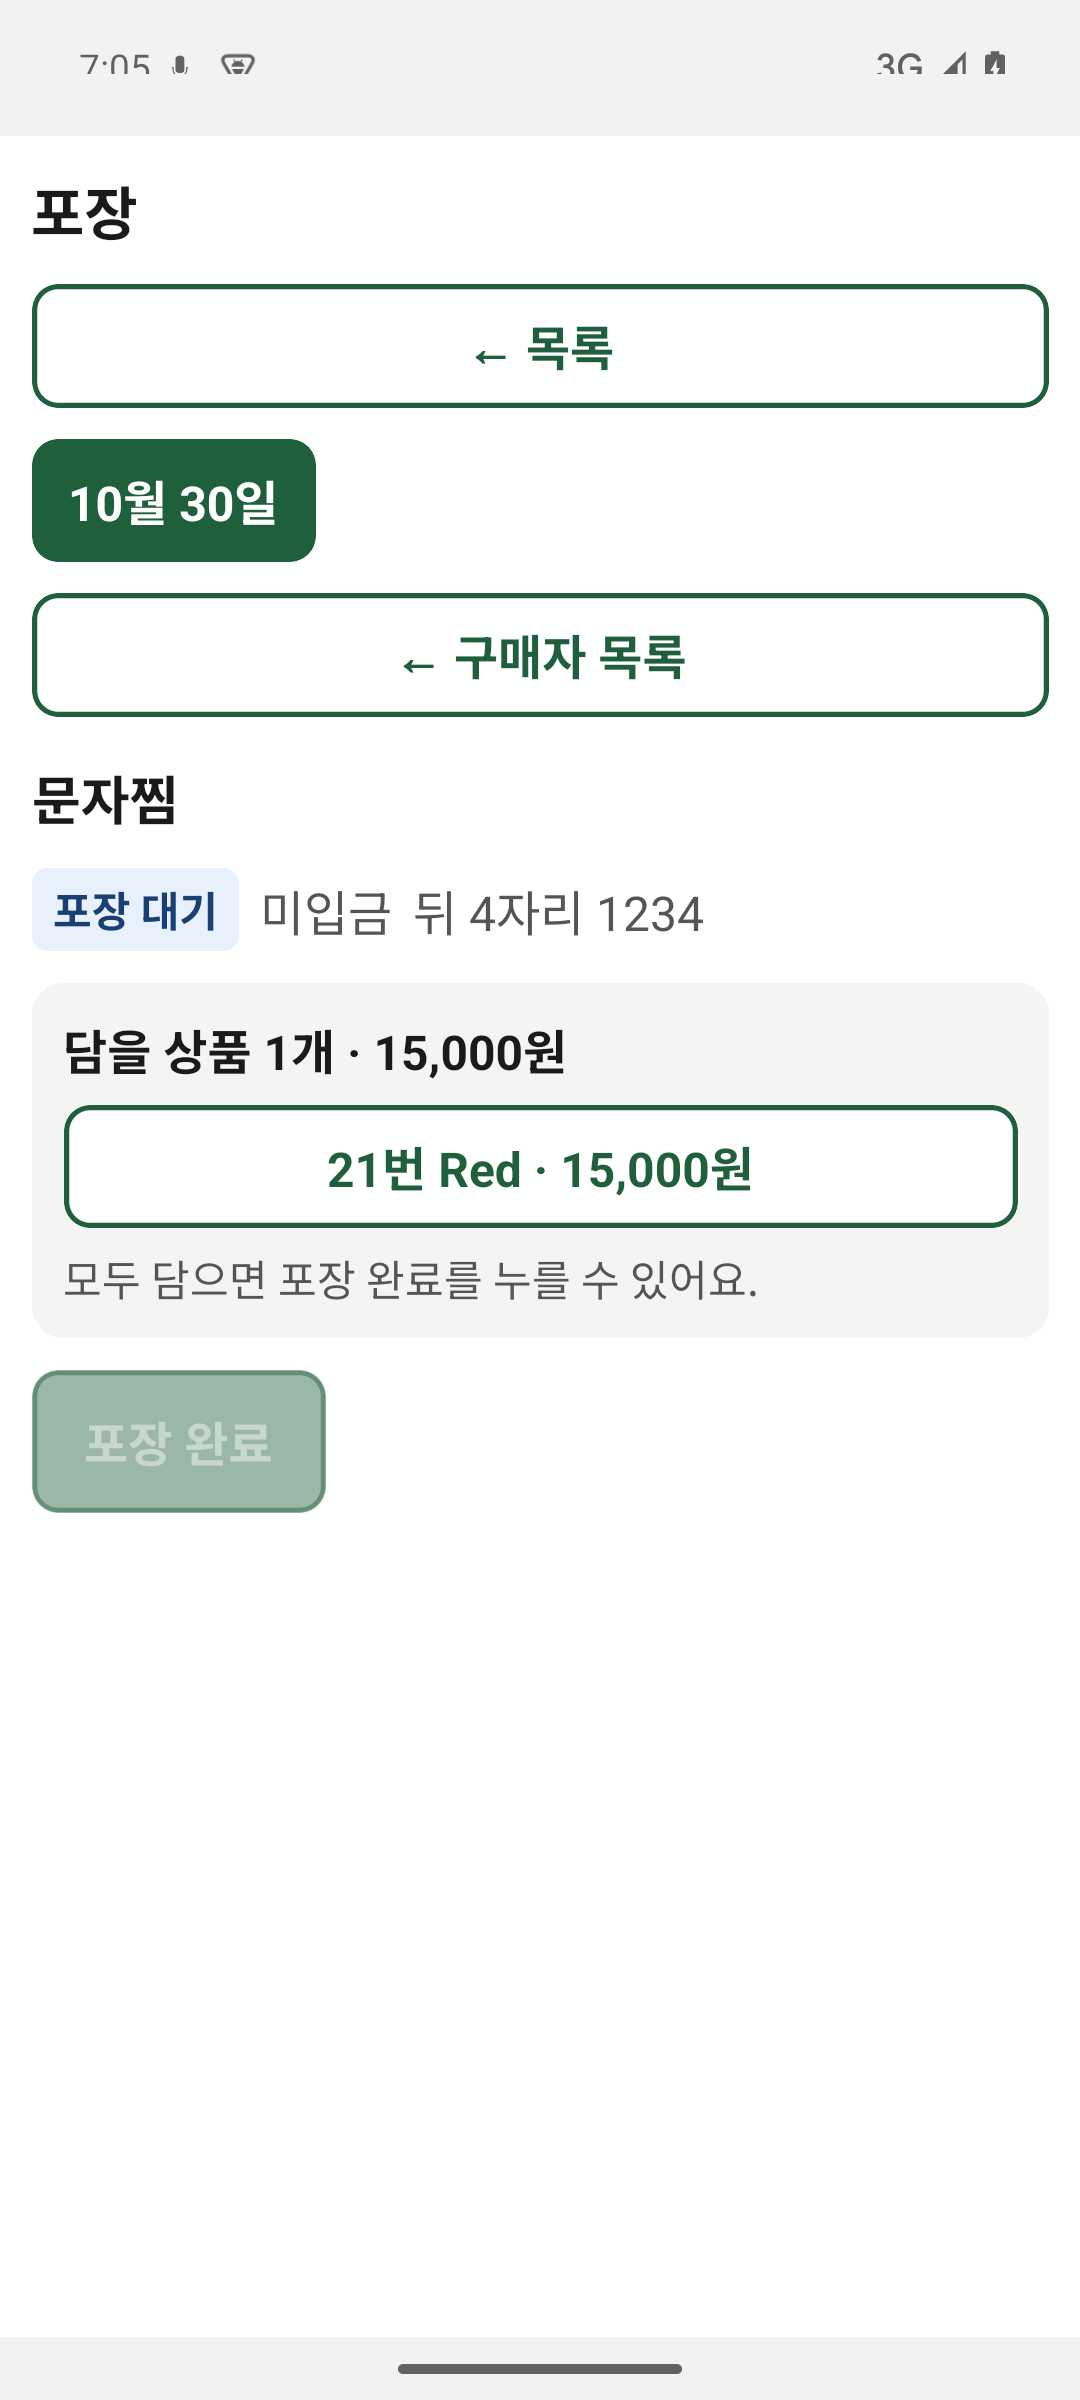 7:05 3G
포장
← 목록
10월 30일
← 구매자 목록
문자찜
포장 대기 미입금 뒤 4자리 1234
담을 상품 1개 · 15,000원
21번 Red · 15,000원
모두 담으면 포장 완료를 누를 수 있어요.
포장 완료